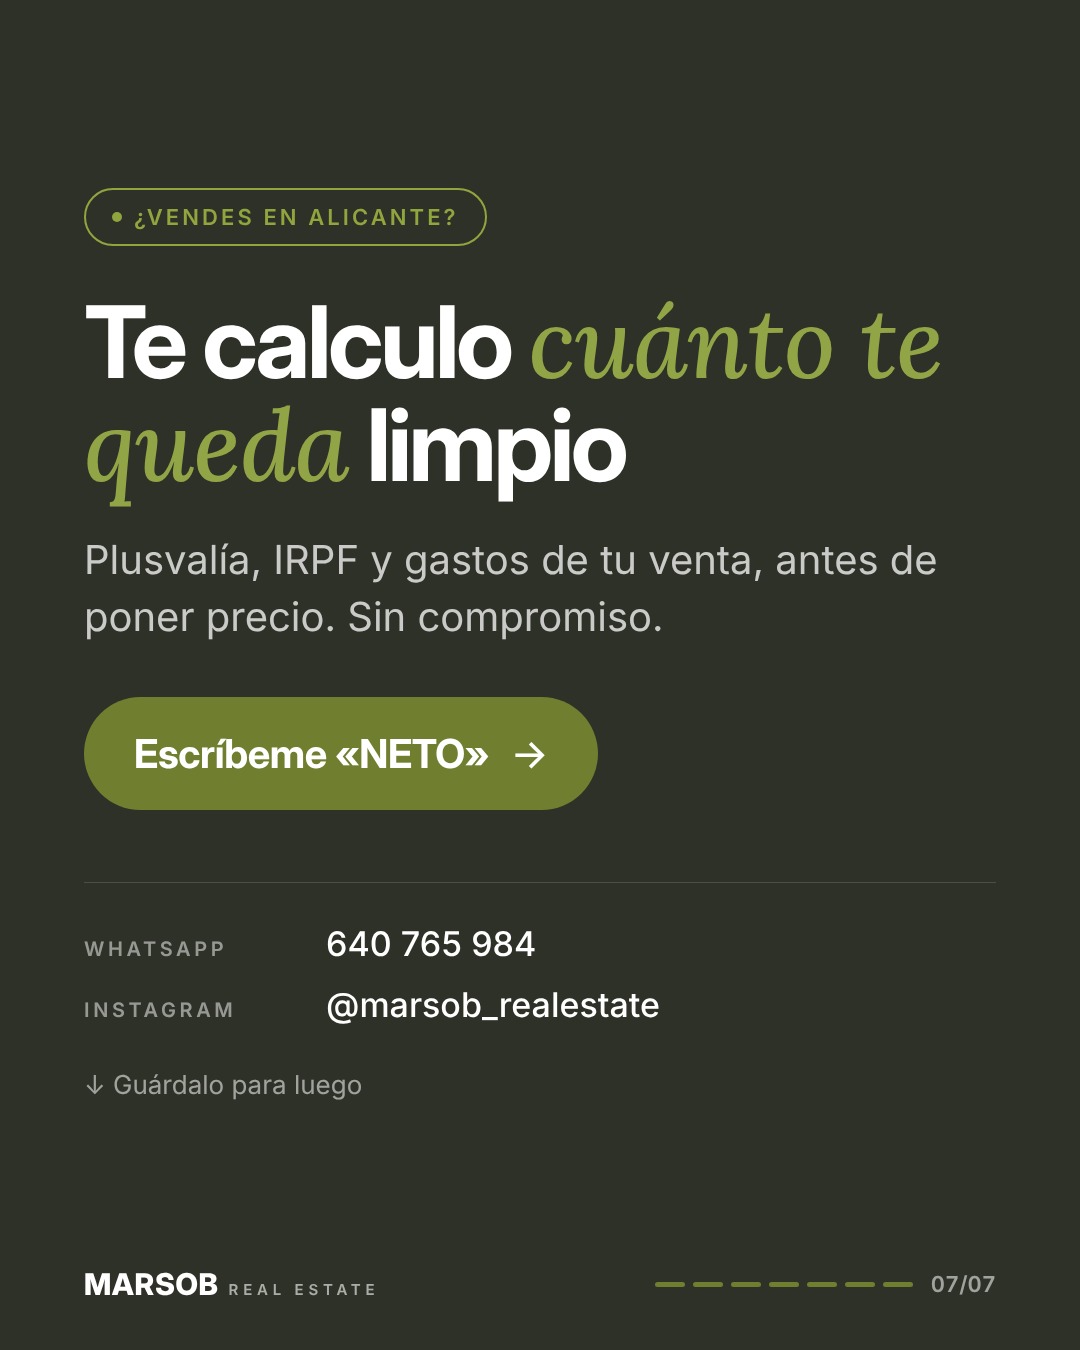 ¿VENDES EN ALICANTE?
Te calculo cuánto te
queda limpio
Plusvalía, IRPF y gastos de tu venta, antes de
poner precio. Sin compromiso.
Escríbeme «NETO» →
WHATSAPP 640 765 984
INSTAGRAM @marsob_realestate
↓ Guárdalo para luego
MARSOB REAL ESTATE 07/07